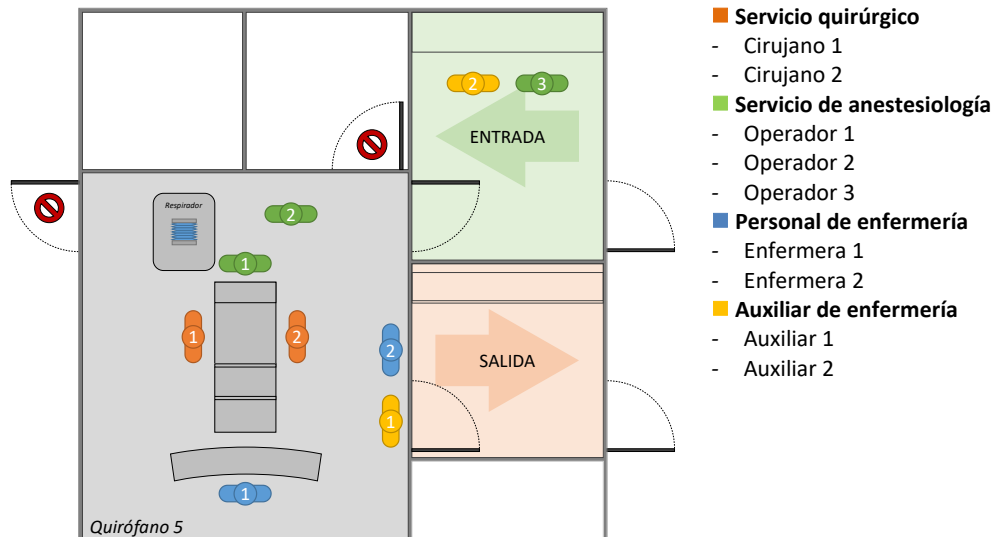 2
3
ENTRADA
Respirador
2
1
1
2
2
SALIDA
1
1
Quirófano 5
Servicio quirúrgico
- Cirujano 1
- Cirujano 2
Servicio de anestesiología
- Operador 1
- Operador 2
- Operador 3
Personal de enfermería
- Enfermera 1
- Enfermera 2
Auxiliar de enfermería
- Auxiliar 1
- Auxiliar 2